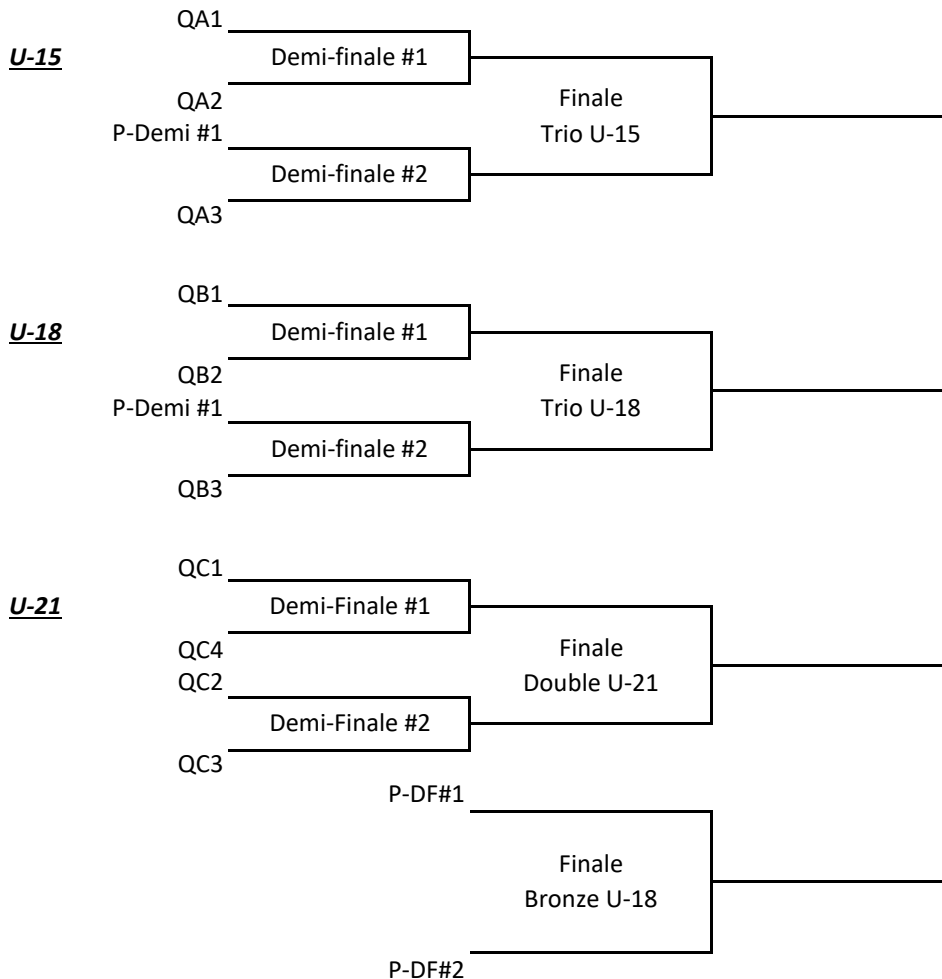 QA1
U-15
Demi-finale #1
QA2
Finale
P-Demi #1
Trio U-15
Demi-finale #2
QA3
QB1
U-18
Demi-finale #1
QB2
Finale
P-Demi #1
Trio U-18
Demi-finale #2
QB3
QC1
U-21
Demi-Finale #1
QC4
Finale
QC2
Double U-21
Demi-Finale #2
QC3
P-DF#1
Finale
Bronze U-18
P-DF#2